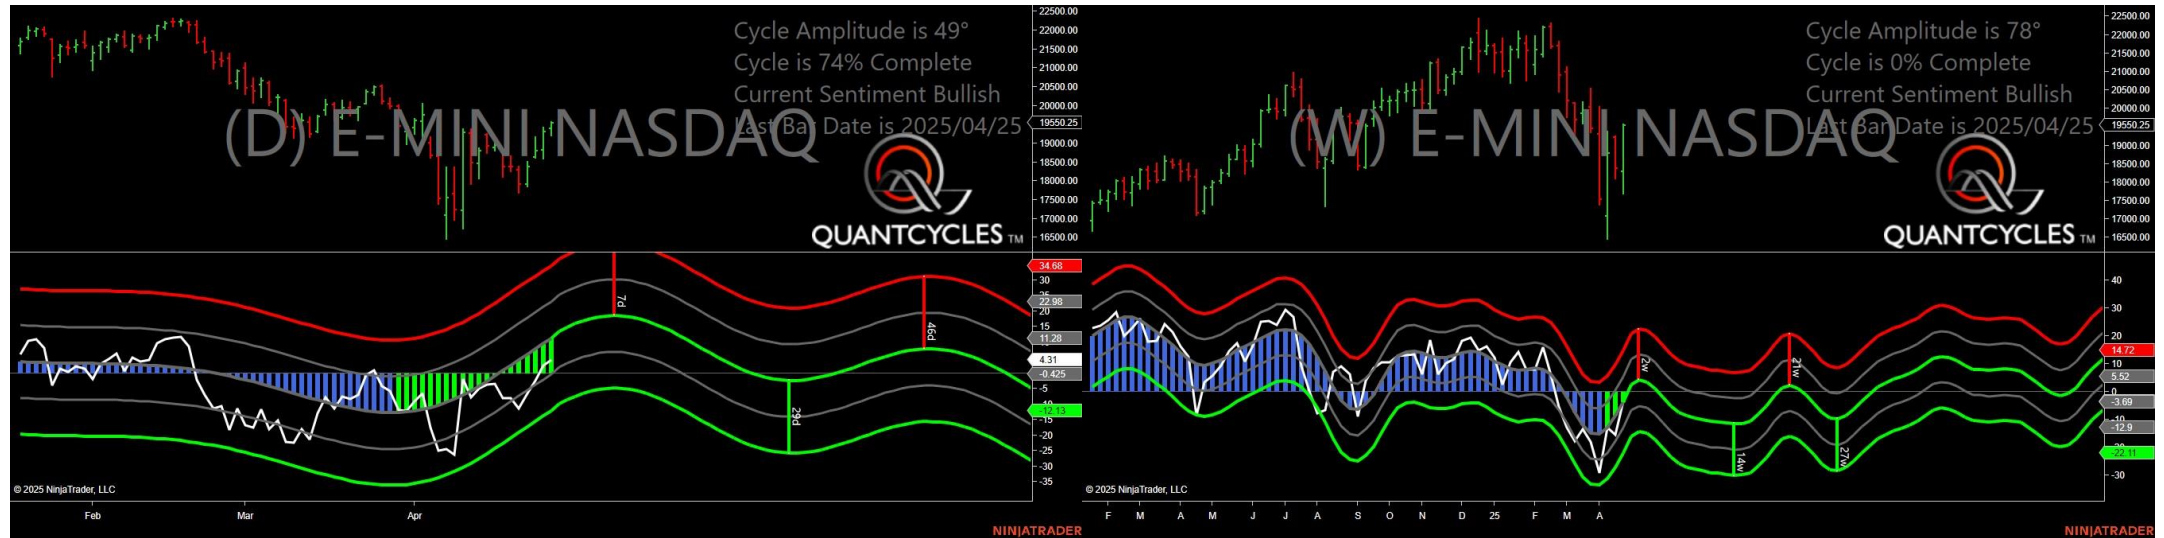 Cycle Amplitude is 49°
Cycle is 74% Complete
Current Sentiment Bullish
Last Bar Date is 2025/04/25
(D) E-MINI NASDAQ
QUANTCYCLES TM
22500.00
22000.00
21500.00
21000.00
20500.00
20000.00
19550.25
19000.00
18500.00
18000.00
17500.00
17000.00
16500.00
34.68
30
22.98
20
15
11.28
4.31
-0.425
-5
-12.13
-20
-25
-30
-35
7d
29d
46d
© 2025 NinjaTrader, LLC
Feb Mar Apr
NINJATRADER
Cycle Amplitude is 78°
Cycle is 0% Complete
Current Sentiment Bullish
Last Bar Date is 2025/04/25
(W) E-MINI NASDAQ
QUANTCYCLES TM
22500.00
22000.00
21500.00
21000.00
20500.00
20000.00
19550.25
19000.00
18500.00
18000.00
17500.00
17000.00
16500.00
40
30
20
14.72
10
5.52
0
-3.69
-10
-12.9
-22.11
-30
2w
14w
21w
27w
© 2025 NinjaTrader, LLC
F M A M J J A S O N D 25 F M A
NINJATRADER